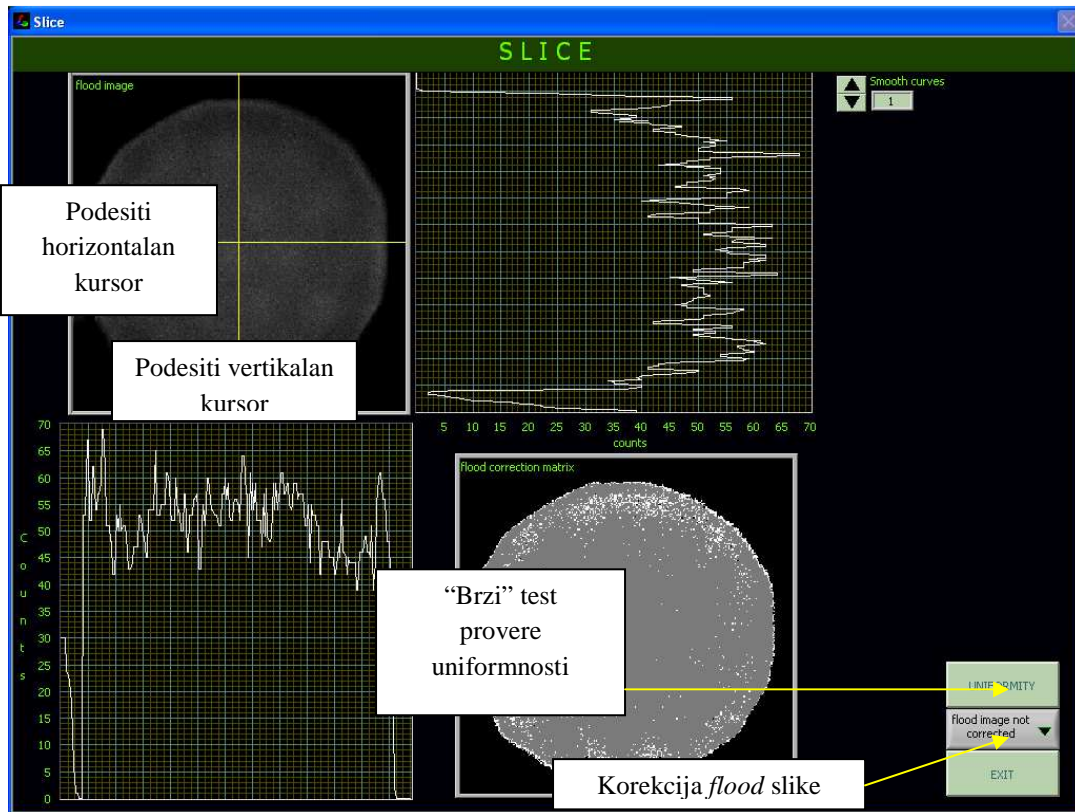 Slice
SLICE
flood image
Smooth curves
1
Podesiti
horizontalan
kursor
Podesiti vertikalan
kursor
5 10 15 20 25 30 35 40 45 50 55 60 65 70
counts
70
65
60
55
50
45
40
35
30
25
20
15
10
5
0
Counts
flood correction matrix
“Brzi” test
provere
uniformnosti
UNIFORMITY
flood image not
corrected
EXIT
Korekcija flood slike